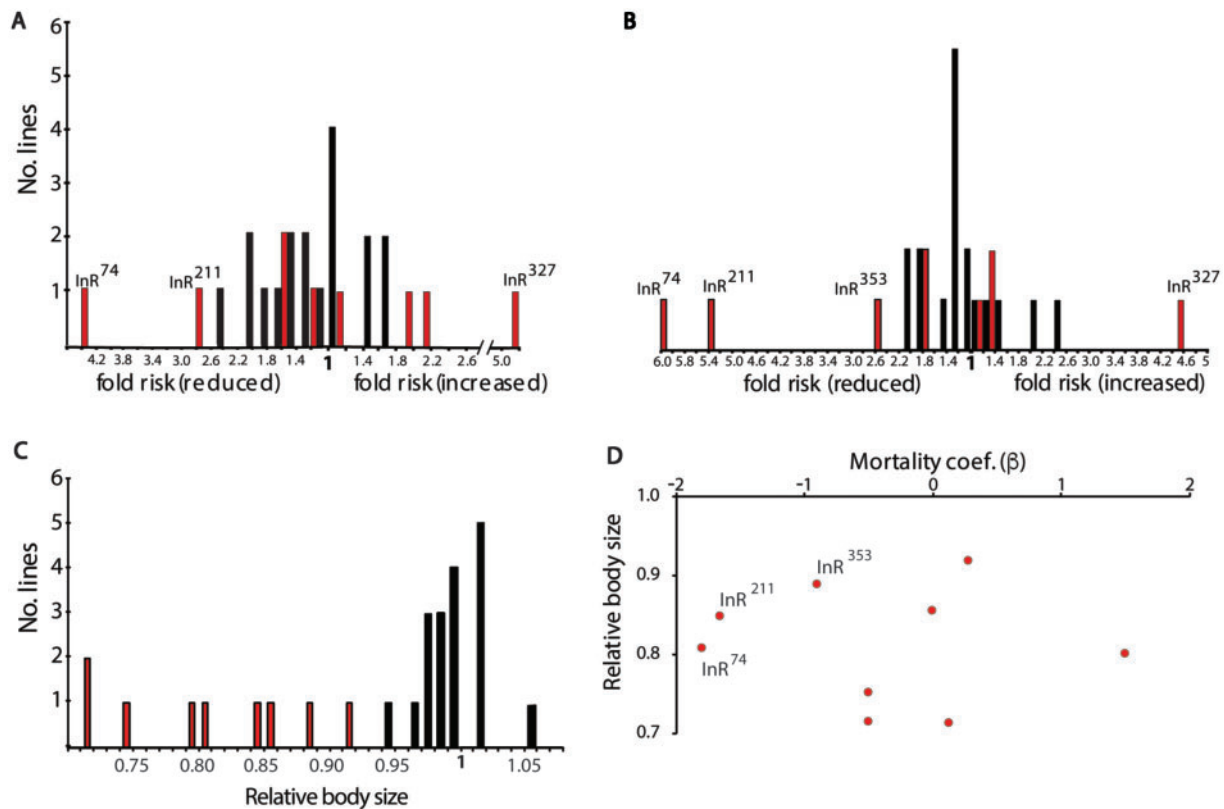 A
No. lines
6
5
4
3
2
1
InR74
InR211
InR327
4.2 3.8 3.4 3.0 2.6 2.2 1.8 1.4 1 1.4 1.8 2.2 2.6 5.0
fold risk (reduced) fold risk (increased)
B
InR74
InR211
InR353
InR327
6.0 5.8 5.4 5.0 4.6 4.2 3.8 3.4 3.0 2.6 2.2 1.8 1.4 1 1.4 1.8 2.2 2.6 3.0 3.4 3.8 4.2 4.6 5
fold risk (reduced) fold risk (increased)
C
No. lines
6
5
4
3
2
1
0.75 0.80 0.85 0.90 0.95 1 1.05
Relative body size
D
Mortality coef. (β)
-2 -1 0 1 2
Relative body size
1.0
0.9
0.8
0.7
InR353
InR211
InR74